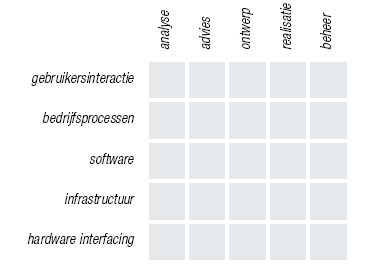 analyse
advies
ontwerp
realisatie
beheer
gebruikersinteractie
bedrijfsprocessen
software
infrastructuur
hardware interfacing